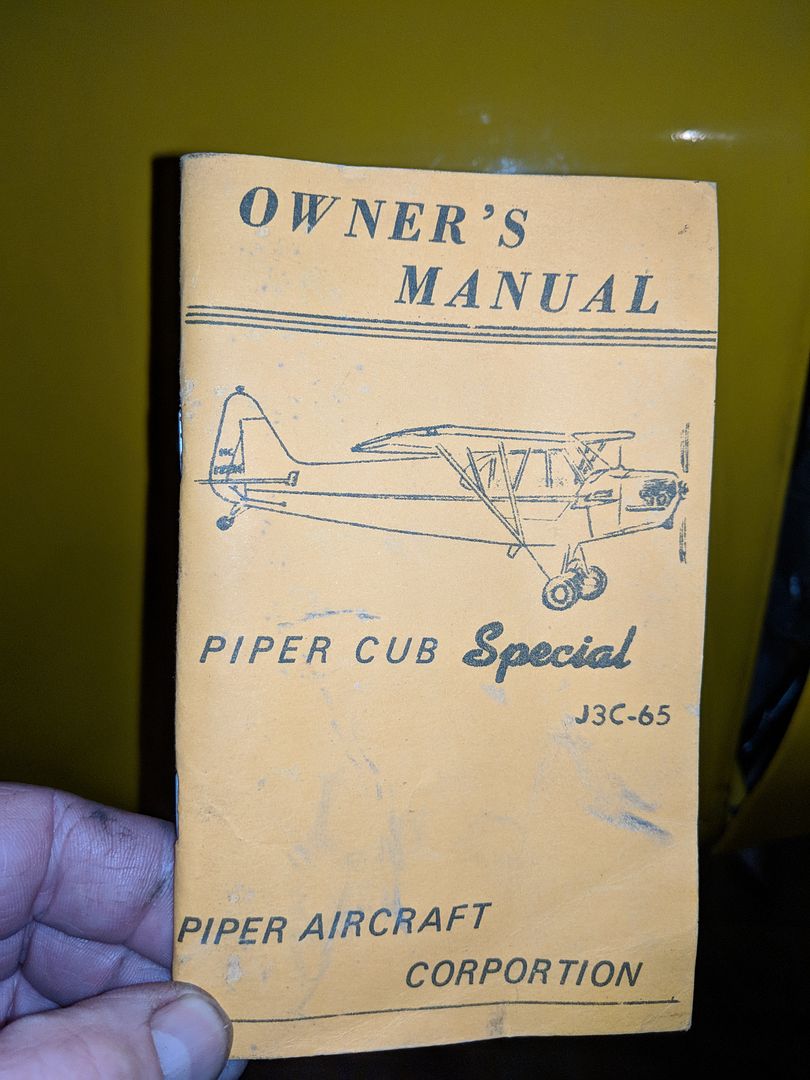 OWNER'S
MANUAL
PIPER CUB Special
J3C-65
PIPER AIRCRAFT
CORPORTION